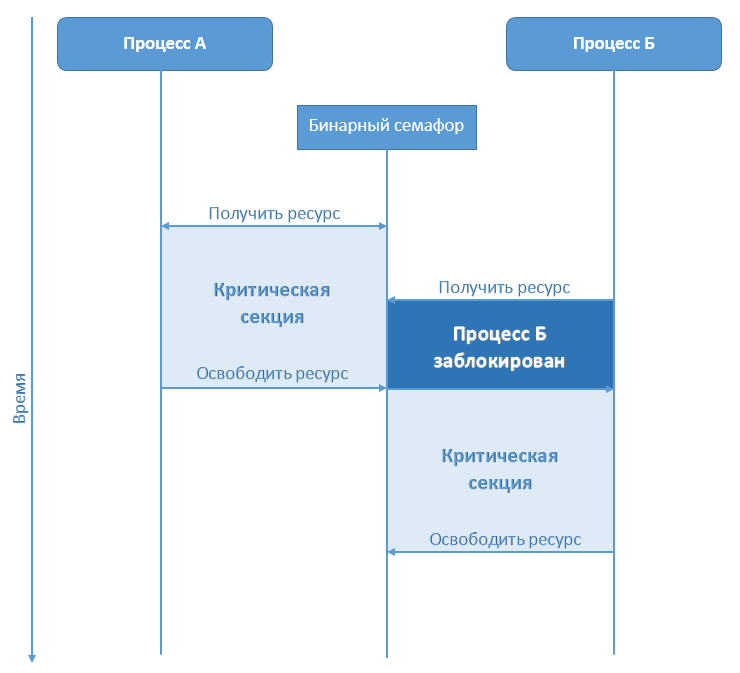 Процесс А
Процесс Б
Бинарный семафор
Получить ресурс
Критическая
секция
Получить ресурс
Процесс Б
заблокирован
Освободить ресурс
Время
Критическая
секция
Освободить ресурс